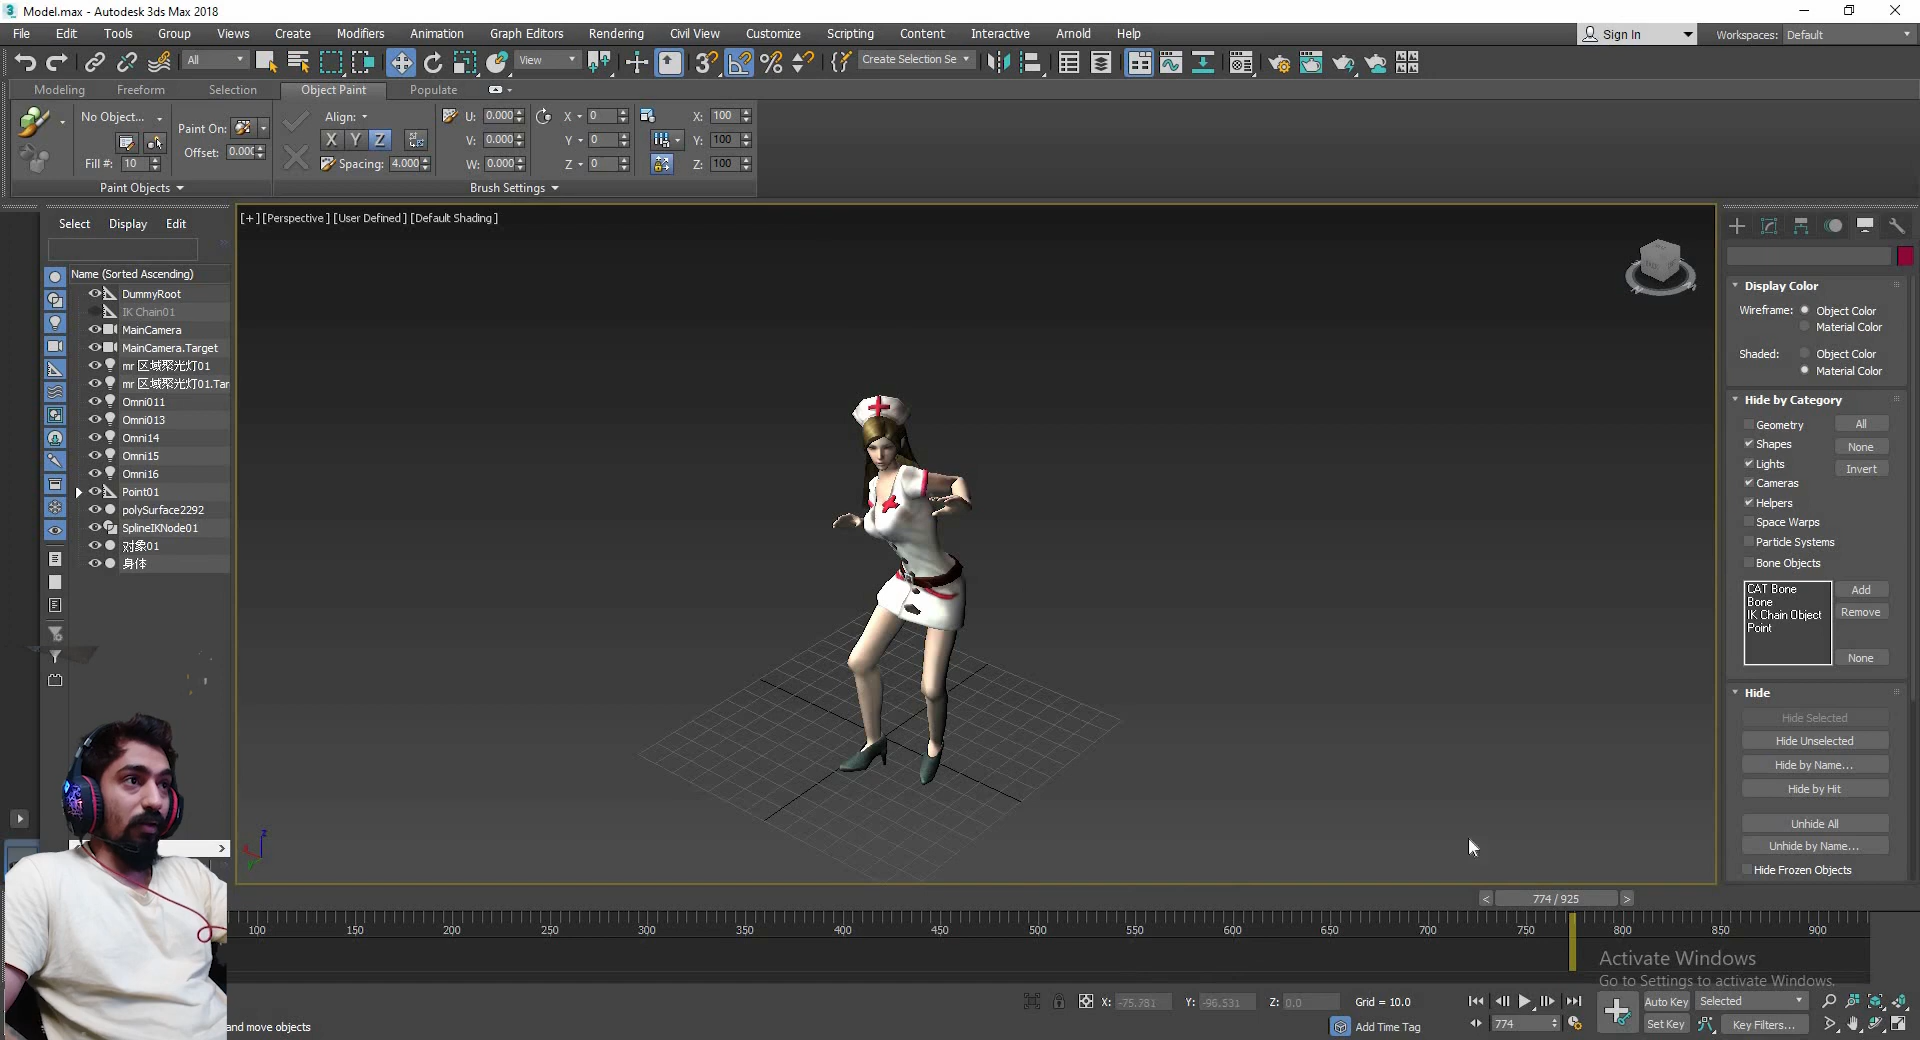 Model.max - Autodesk 3ds Max 2018
File Edit Tools Group Views Create Modifiers Animation Graph Editors Rendering Civil View Customize Scripting Content Interactive Arnold Help
Sign In
Workspaces: Default
All
View
Create Selection Se
Modeling Freeform Selection Object Paint Populate
No Object...
Paint On:
Fill #: 10
Offset: 0.000
Paint Objects
Align:
X Y Z
Spacing: 4.000
U: 0.000
V: 0.000
W: 0.000
X 0
Y 0
Z 0
X: 100
Y: 100
Z: 100
Brush Settings
Select Display Edit
Name (Sorted Ascending)
DummyRoot
IK Chain01
MainCamera
MainCamera.Target
mr 区域聚光灯01
mr 区域聚光灯01.Tar
Omni011
Omni013
Omni14
Omni15
Omni16
Point01
polySurface2292
SplineIKNode01
对象01
身体
[+] [Perspective ] [User Defined ] [Default Shading ]
Display Color
Wireframe: Object Color
Material Color
Shaded: Object Color
Material Color
Hide by Category
Geometry
Shapes
Lights
Cameras
Helpers
Space Warps
Particle Systems
Bone Objects
All
None
Invert
CAT Bone
Bone
IK Chain Object
Point
Add
Remove
None
Hide
Hide Selected
Hide Unselected
Hide by Name...
Hide by Hit
Unhide All
Unhide by Name...
Hide Frozen Objects
774 / 925
100 150 200 250 300 350 400 450 500 550 600 650 700 750 800 850 900
Activate Windows
Go to Settings to activate Windows.
X: -75.781 Y: -96.531 Z: 0.0 Grid = 10.0
Add Time Tag
774
Auto Key Selected
Set Key Key Filters...
and move objects